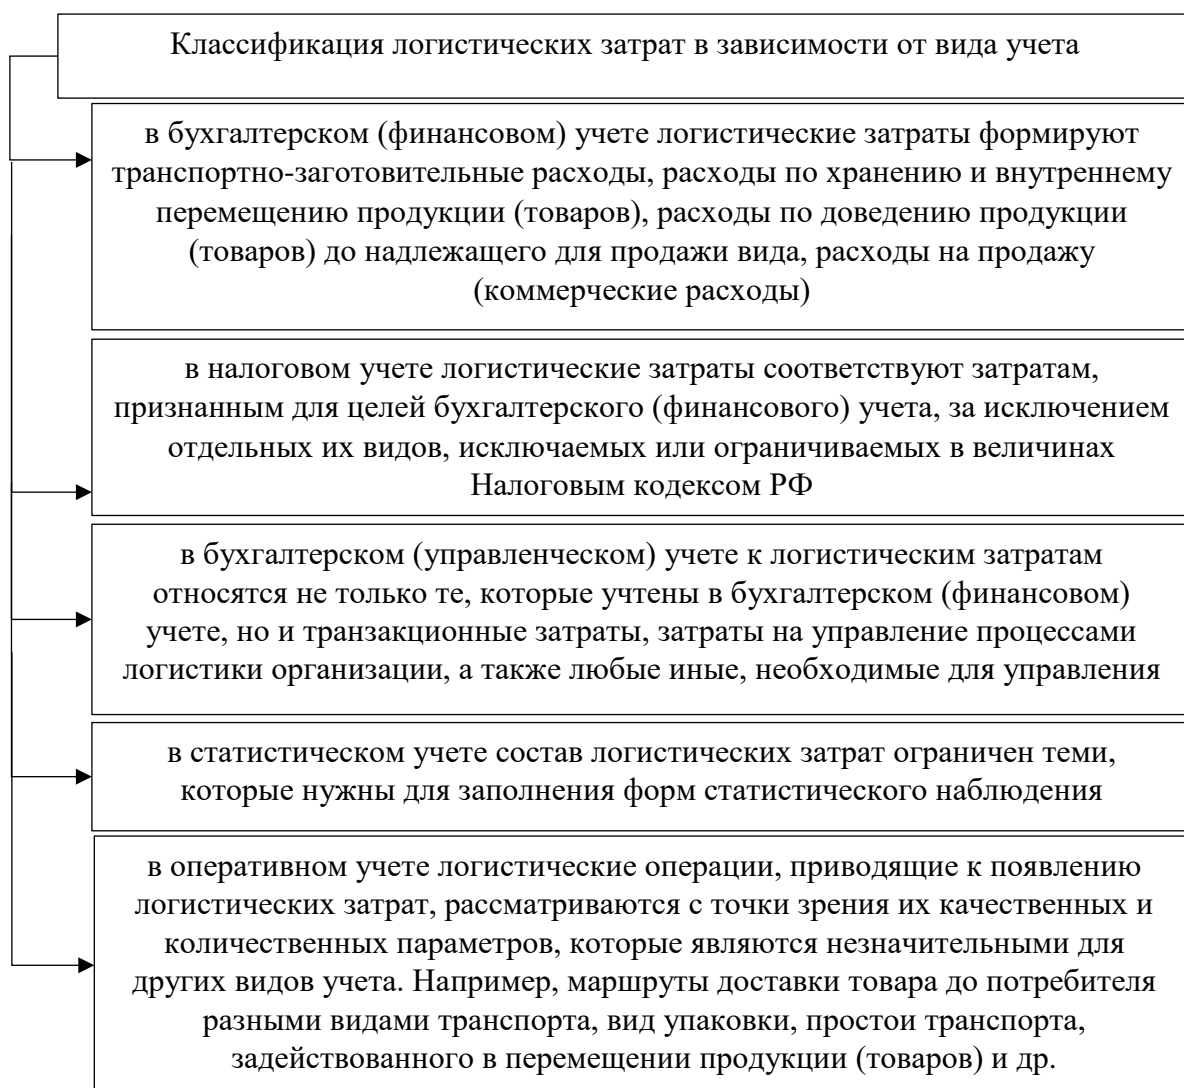 Классификация логистических затрат в зависимости от вида учета
в бухгалтерском (финансовом) учете логистические затраты формируют
транспортно-заготовительные расходы, расходы по хранению и внутреннему
перемещению продукции (товаров), расходы по доведению продукции
(товаров) до надлежащего для продажи вида, расходы на продажу
(коммерческие расходы)
в налоговом учете логистические затраты соответствуют затратам,
признанным для целей бухгалтерского (финансового) учета, за исключением
отдельных их видов, исключаемых или ограничиваемых в величинах
Налоговым кодексом РФ
в бухгалтерском (управленческом) учете к логистическим затратам
относятся не только те, которые учтены в бухгалтерском (финансовом)
учете, но и транзакционные затраты, затраты на управление процессами
логистики организации, а также любые иные, необходимые для управления
в статистическом учете состав логистических затрат ограничен теми,
которые нужны для заполнения форм статистического наблюдения
в оперативном учете логистические операции, приводящие к появлению
логистических затрат, рассматриваются с точки зрения их качественных и
количественных параметров, которые являются незначительными для
других видов учета. Например, маршруты доставки товара до потребителя
разными видами транспорта, вид упаковки, простои транспорта,
задействованного в перемещении продукции (товаров) и др.